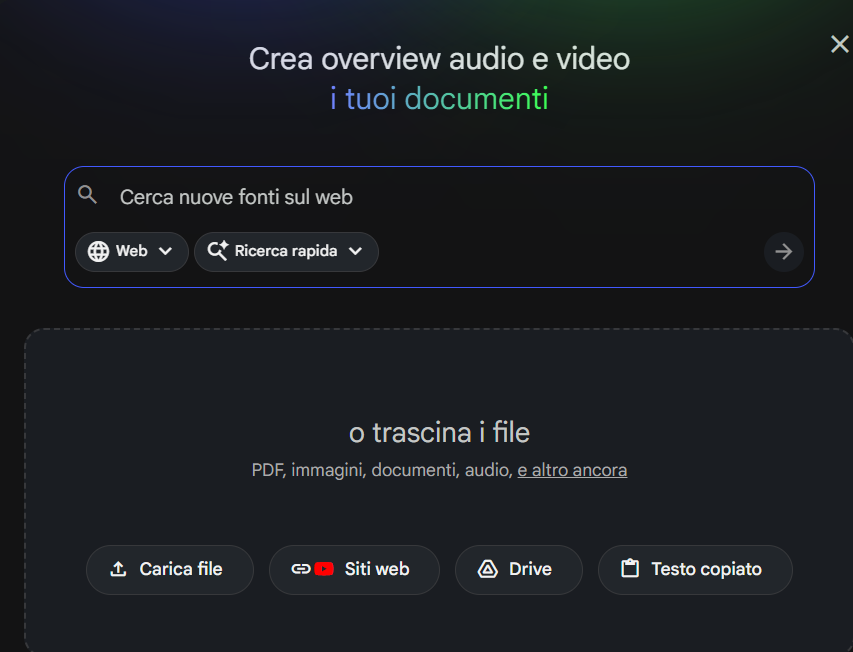 Crea overview audio e video
i tuoi documenti
Cerca nuove fonti sul web
Web
Ricerca rapida
o trascina i file
PDF, immagini, documenti, audio, e altro ancora
Carica file
Siti web
Drive
Testo copiato